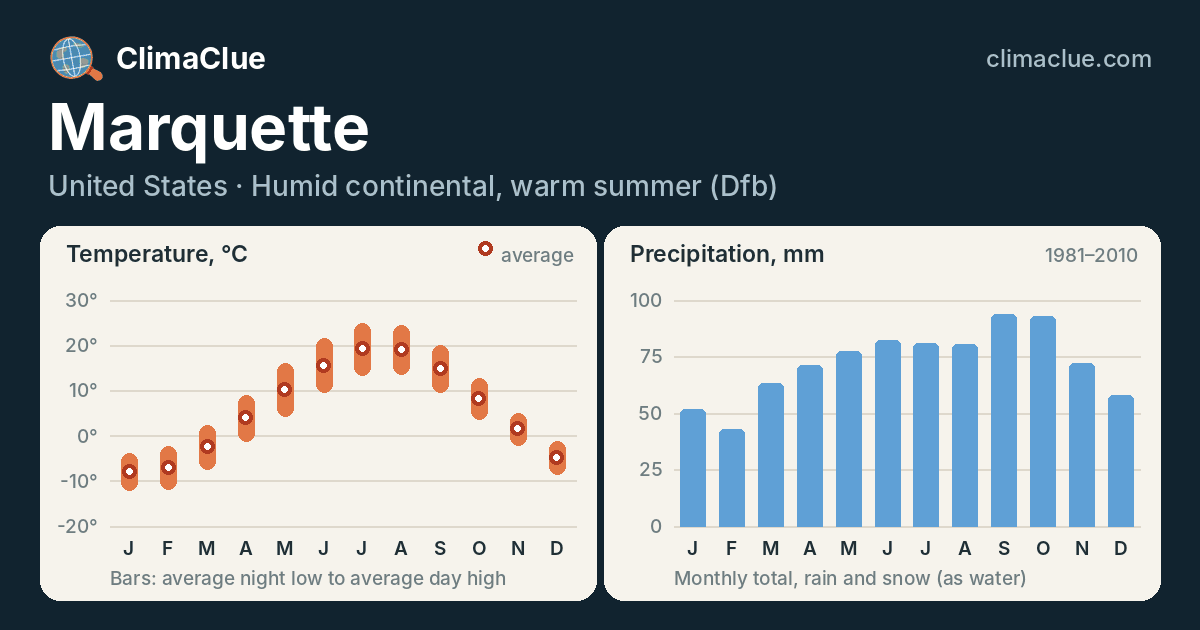 ClimaClue
climaclue.com
Marquette
United States · Humid continental, warm summer (Dfb)
Temperature, °C
average
30°
20°
10°
0°
-10°
-20°
J F M A M J J A S O N D
Bars: average night low to average day high
Precipitation, mm
1981–2010
100
75
50
25
0
J F M A M J J A S O N D
Monthly total, rain and snow (as water)